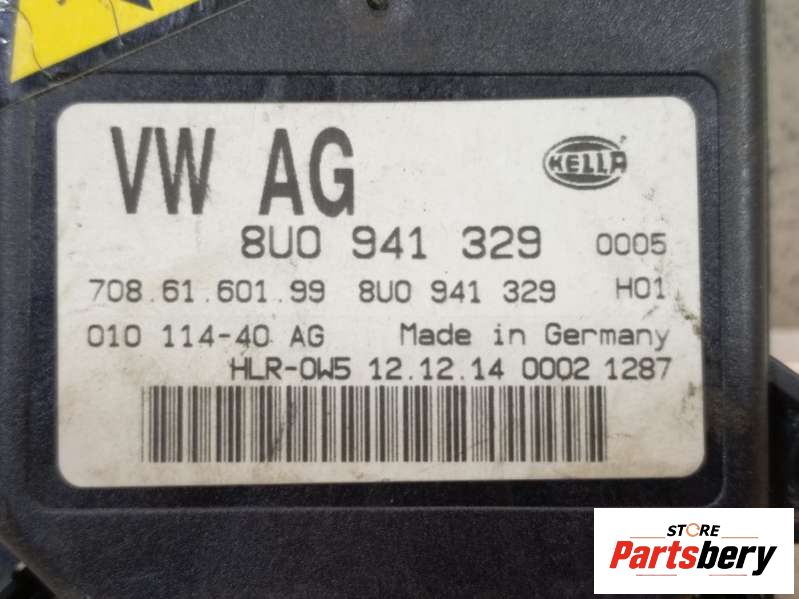 VW AG
HELLA
8U0 941 329 0005
708.61.601.99 8U0 941 329 H01
010 114-40 AG Made in Germany
HLR-0W5 12.12.14 0002 1287
STORE
Partsbery